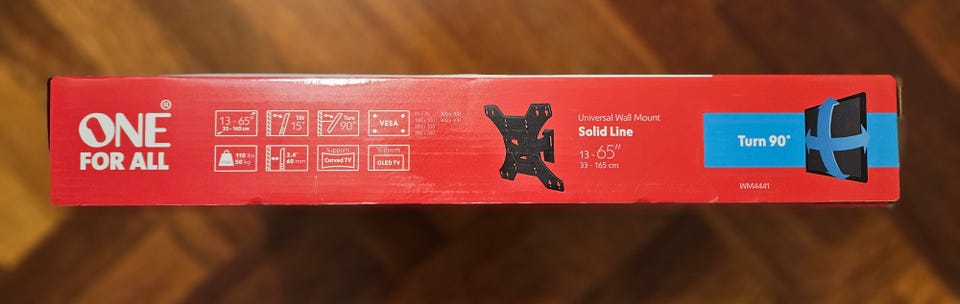 ONE®
FOR ALL
13 - 65"
33 - 165 cm
Tilt
15°
Turn
90°
VESA
110 lbs
50 kg
2.4"
60 mm
Supports
Curved TV
Supports
OLED TV
Universal Wall Mount
Solid Line
13 - 65"
33 - 165 cm
Turn 90°
WM4441